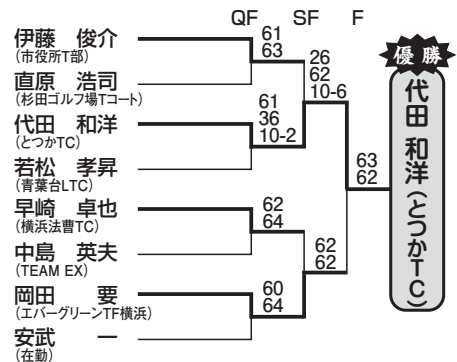 QF SF F
伊藤 俊介
(市役所T部)
直原 浩司
(杉田ゴルフ場Tコート)
代田 和洋
(とつかTC)
若松 孝昇
(青葉台LTC)
早崎 卓也
(横浜法曹TC)
中島 英夫
(TEAM EX)
岡田 要
(エバーグリーンTF横浜)
安武 一
(在勤)
61
63
61
36
10-2
62
64
60
64
26
62
10-6
62
62
63
62
優勝
代田 和洋(とつかTC)